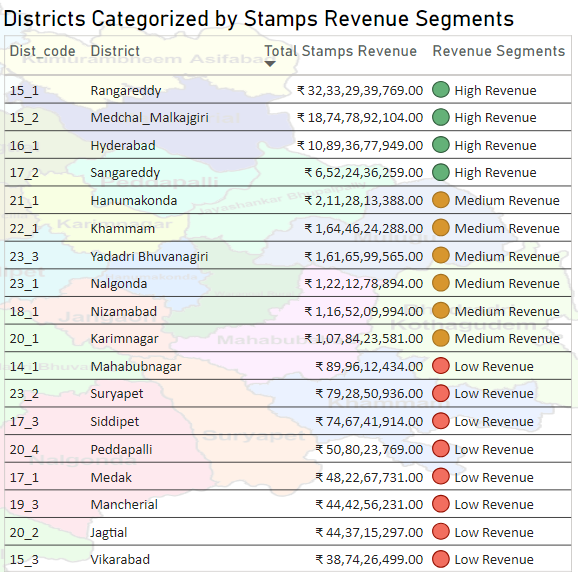 Districts Categorized by Stamps Revenue Segments
Dist_code District Total Stamps Revenue Revenue Segments
15_1 Rangareddy ₹ 32,33,29,39,769.00 High Revenue
15_2 Medchal_Malkajgiri ₹ 18,74,78,92,104.00 High Revenue
16_1 Hyderabad ₹ 10,89,36,77,949.00 High Revenue
17_2 Sangareddy ₹ 6,52,24,36,259.00 High Revenue
21_1 Hanumakonda ₹ 2,11,28,13,388.00 Medium Revenue
22_1 Khammam ₹ 1,64,46,24,288.00 Medium Revenue
23_3 Yadadri Bhuvanagiri ₹ 1,61,65,99,565.00 Medium Revenue
23_1 Nalgonda ₹ 1,22,12,78,894.00 Medium Revenue
18_1 Nizamabad ₹ 1,16,52,09,994.00 Medium Revenue
20_1 Karimnagar ₹ 1,07,84,23,581.00 Medium Revenue
14_1 Mahabubnagar ₹ 89,96,12,434.00 Low Revenue
23_2 Suryapet ₹ 79,28,50,936.00 Low Revenue
17_3 Siddipet ₹ 74,67,41,914.00 Low Revenue
20_4 Peddapalli ₹ 50,80,23,769.00 Low Revenue
17_1 Medak ₹ 48,22,67,731.00 Low Revenue
19_3 Mancherial ₹ 44,42,56,231.00 Low Revenue
20_2 Jagtial ₹ 44,37,15,297.00 Low Revenue
15_3 Vikarabad ₹ 38,74,26,499.00 Low Revenue